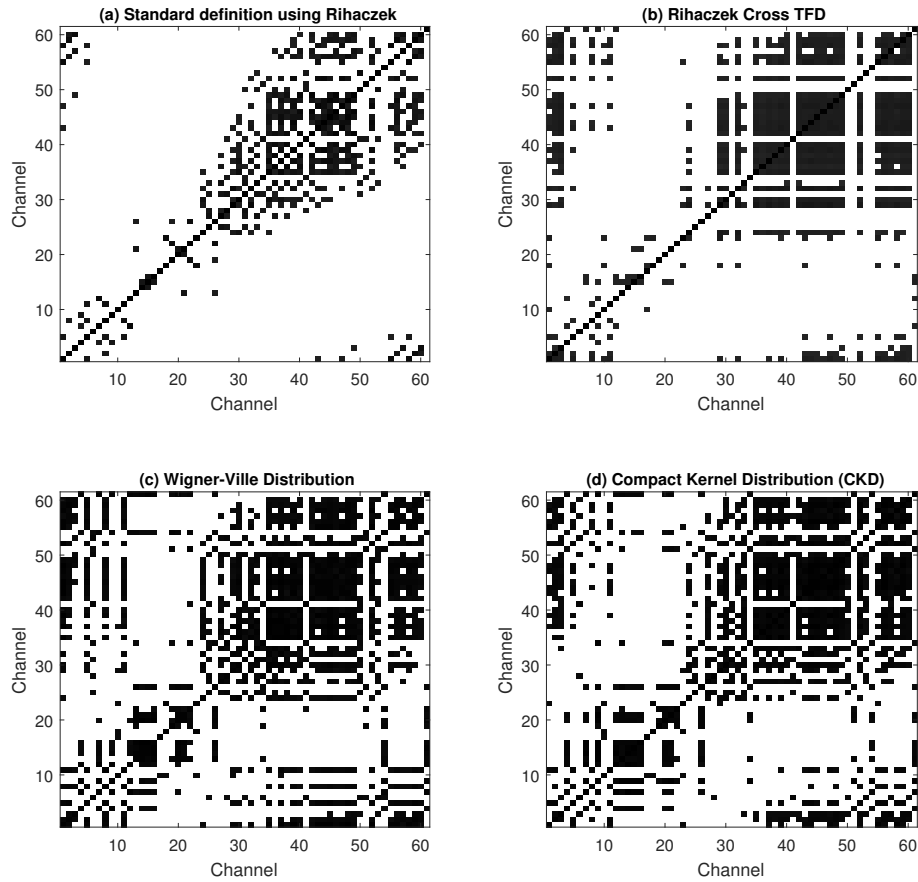 (a) Standard definition using Rihaczek
60
50
40
30
20
10
Channel
10 20 30 40 50 60
Channel
(b) Rihaczek Cross TFD
60
50
40
30
20
10
Channel
10 20 30 40 50 60
Channel
(c) Wigner-Ville Distribution
60
50
40
30
20
10
Channel
10 20 30 40 50 60
Channel
(d) Compact Kernel Distribution (CKD)
60
50
40
30
20
10
Channel
10 20 30 40 50 60
Channel